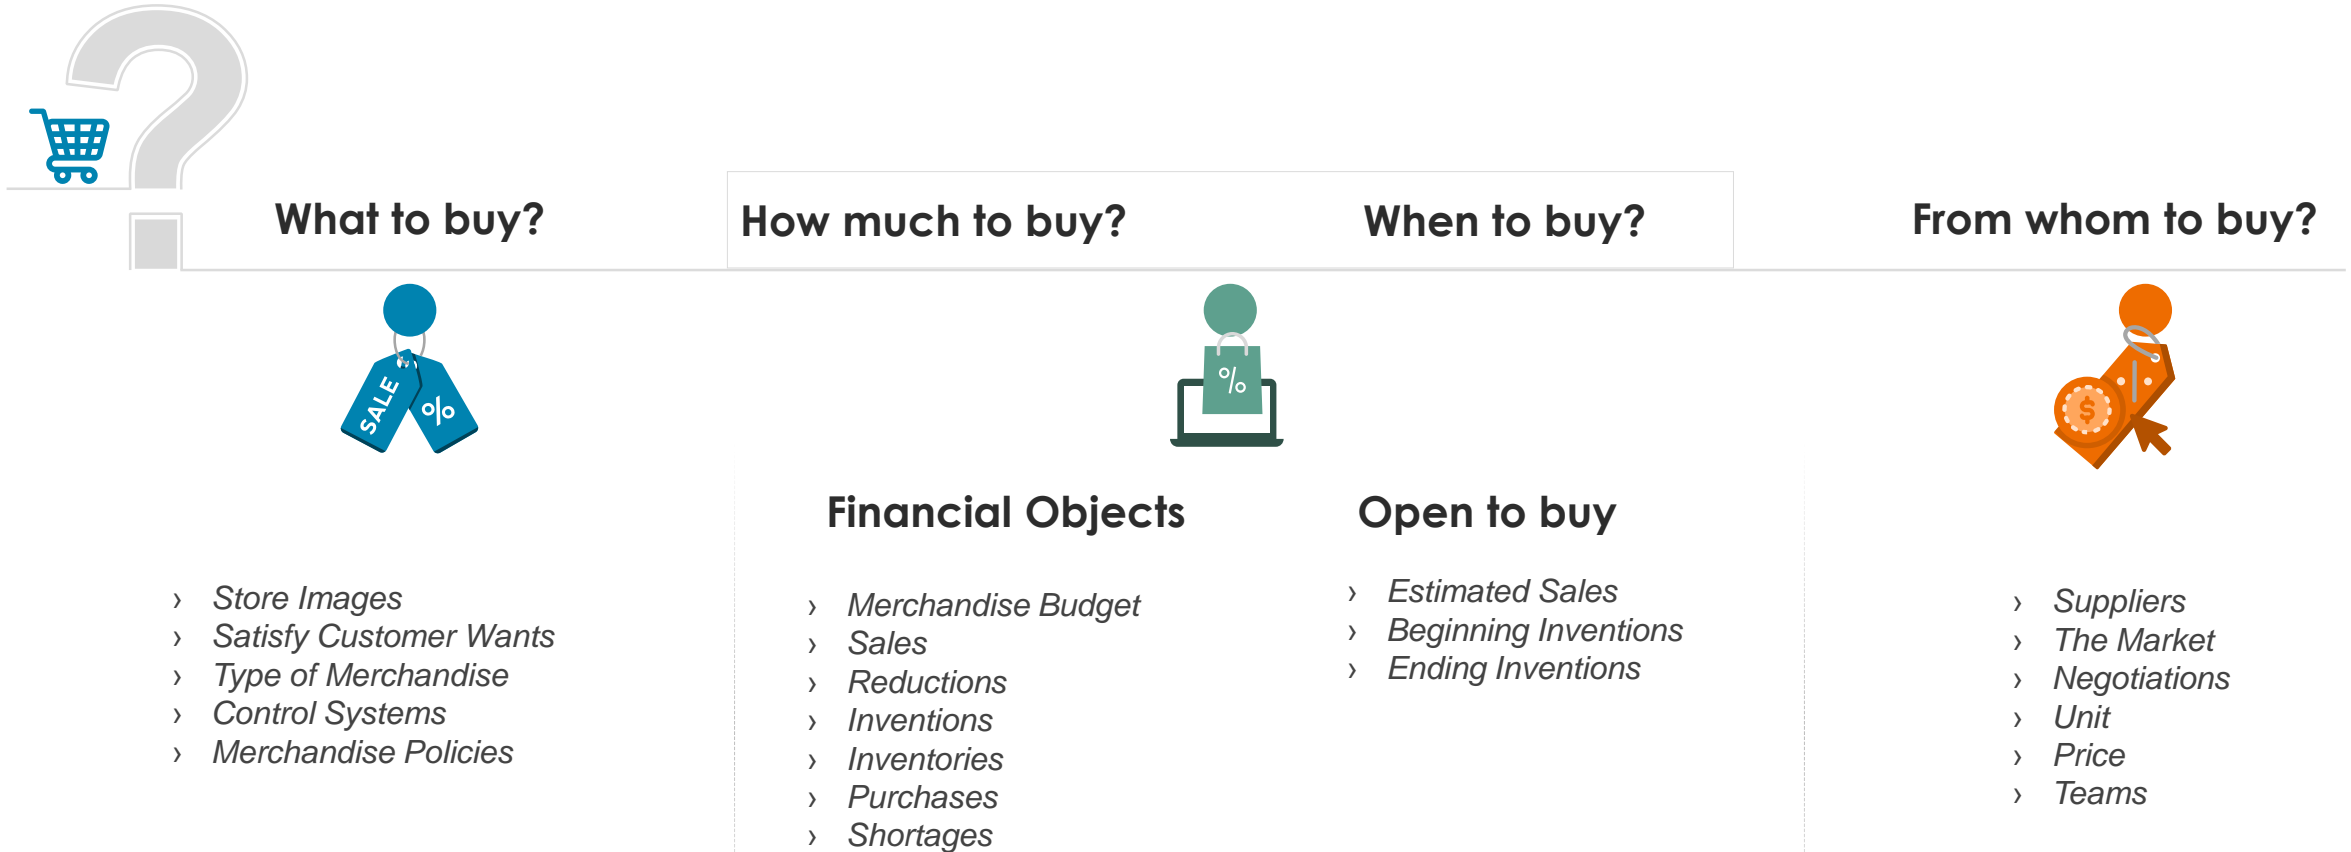 What to buy?
How much to buy?
When to buy?
From whom to buy?
SALE
%
%
$
Financial Objects
Open to buy
› Store Images
› Satisfy Customer Wants
› Type of Merchandise
› Control Systems
› Merchandise Policies
› Merchandise Budget
› Sales
› Reductions
› Inventions
› Inventories
› Purchases
› Shortages
› Estimated Sales
› Beginning Inventions
› Ending Inventions
› Suppliers
› The Market
› Negotiations
› Unit
› Price
› Teams